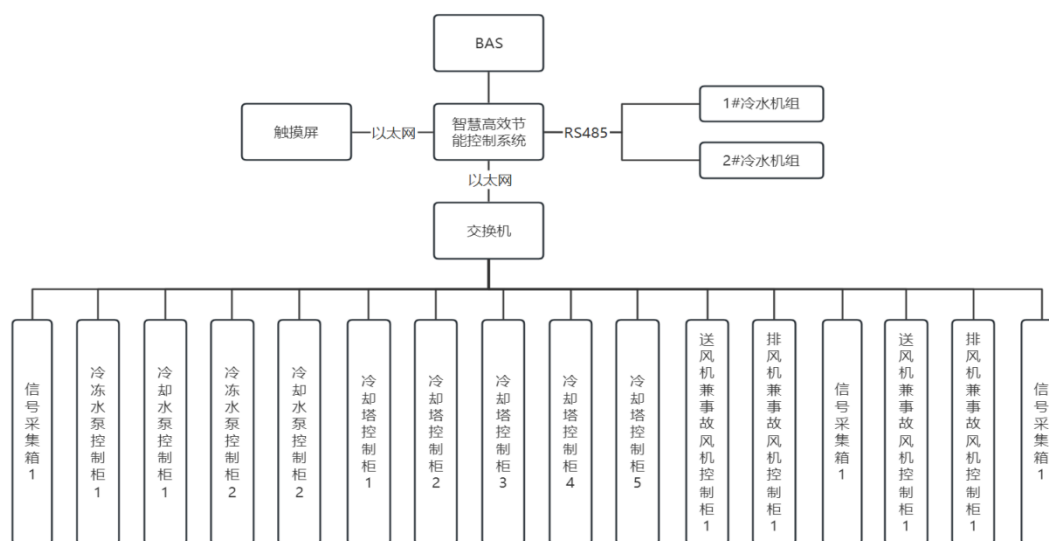 BAS
触摸屏
以太网
智慧高效节
能控制系统
RS485
1#冷水机组
2#冷水机组
以太网
交换机
信号采集箱1
冷冻水泵控制柜1
冷却水泵控制柜1
冷冻水泵控制柜2
冷却水泵控制柜2
冷却塔控制柜1
冷却塔控制柜2
冷却塔控制柜3
冷却塔控制柜4
冷却塔控制柜5
送风机兼事故风机控制柜1
排风机兼事故风机控制柜1
信号采集箱1
送风机兼事故风机控制柜1
排风机兼事故风机控制柜1
信号采集箱1